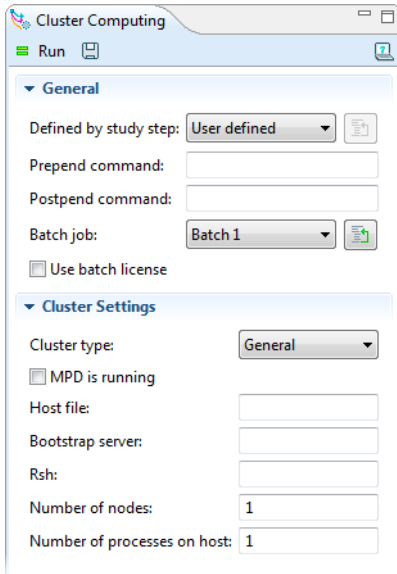 Cluster Computing
Run
?
General
Defined by study step: User defined
Prepend command:
Postpend command:
Batch job: Batch 1
Use batch license
Cluster Settings
Cluster type: General
MPD is running
Host file:
Bootstrap server:
Rsh:
Number of nodes: 1
Number of processes on host: 1